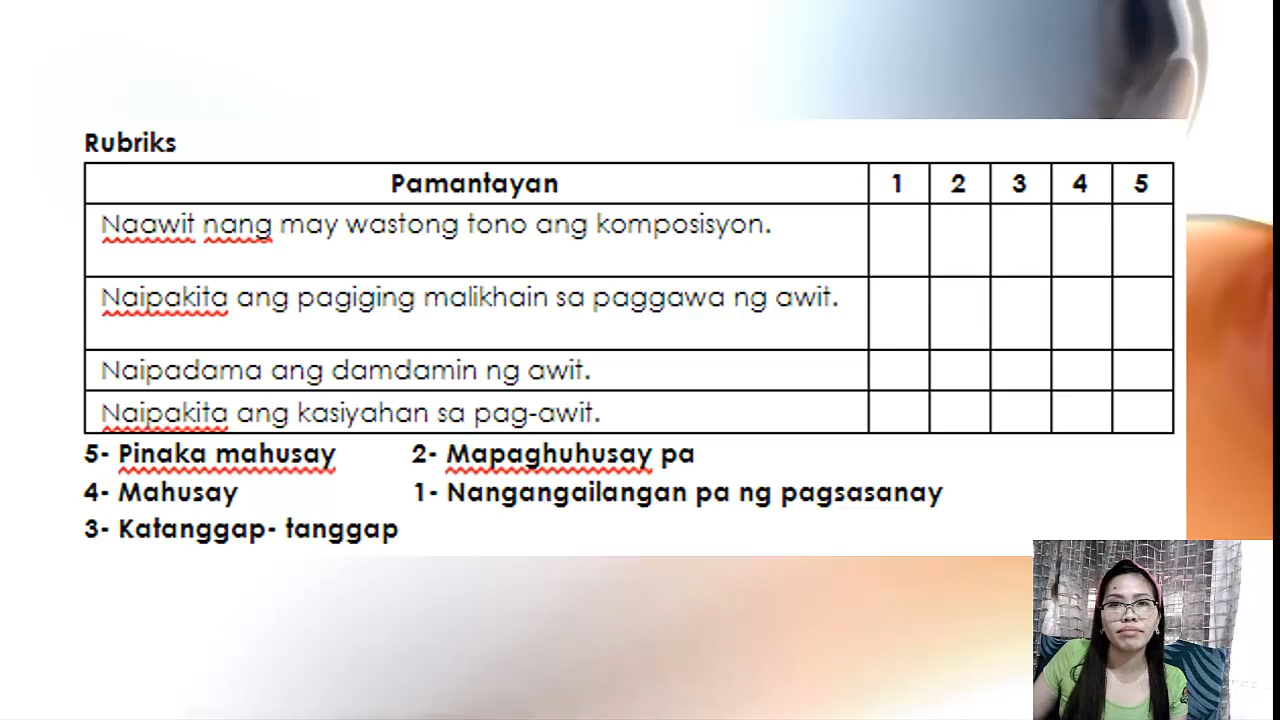 Rubriks
Pamantayan 1 2 3 4 5
Naawit nang may wastong tono ang komposisyon.
Naipakita ang pagiging malikhain sa paggawa ng awit.
Naipadama ang damdamin ng awit.
Naipakita ang kasiyahan sa pag-awit.
5- Pinaka mahusay 2- Mapaghuhusay pa
4- Mahusay 1- Nangangailangan pa ng pagsasanay
3- Katanggap- tanggap